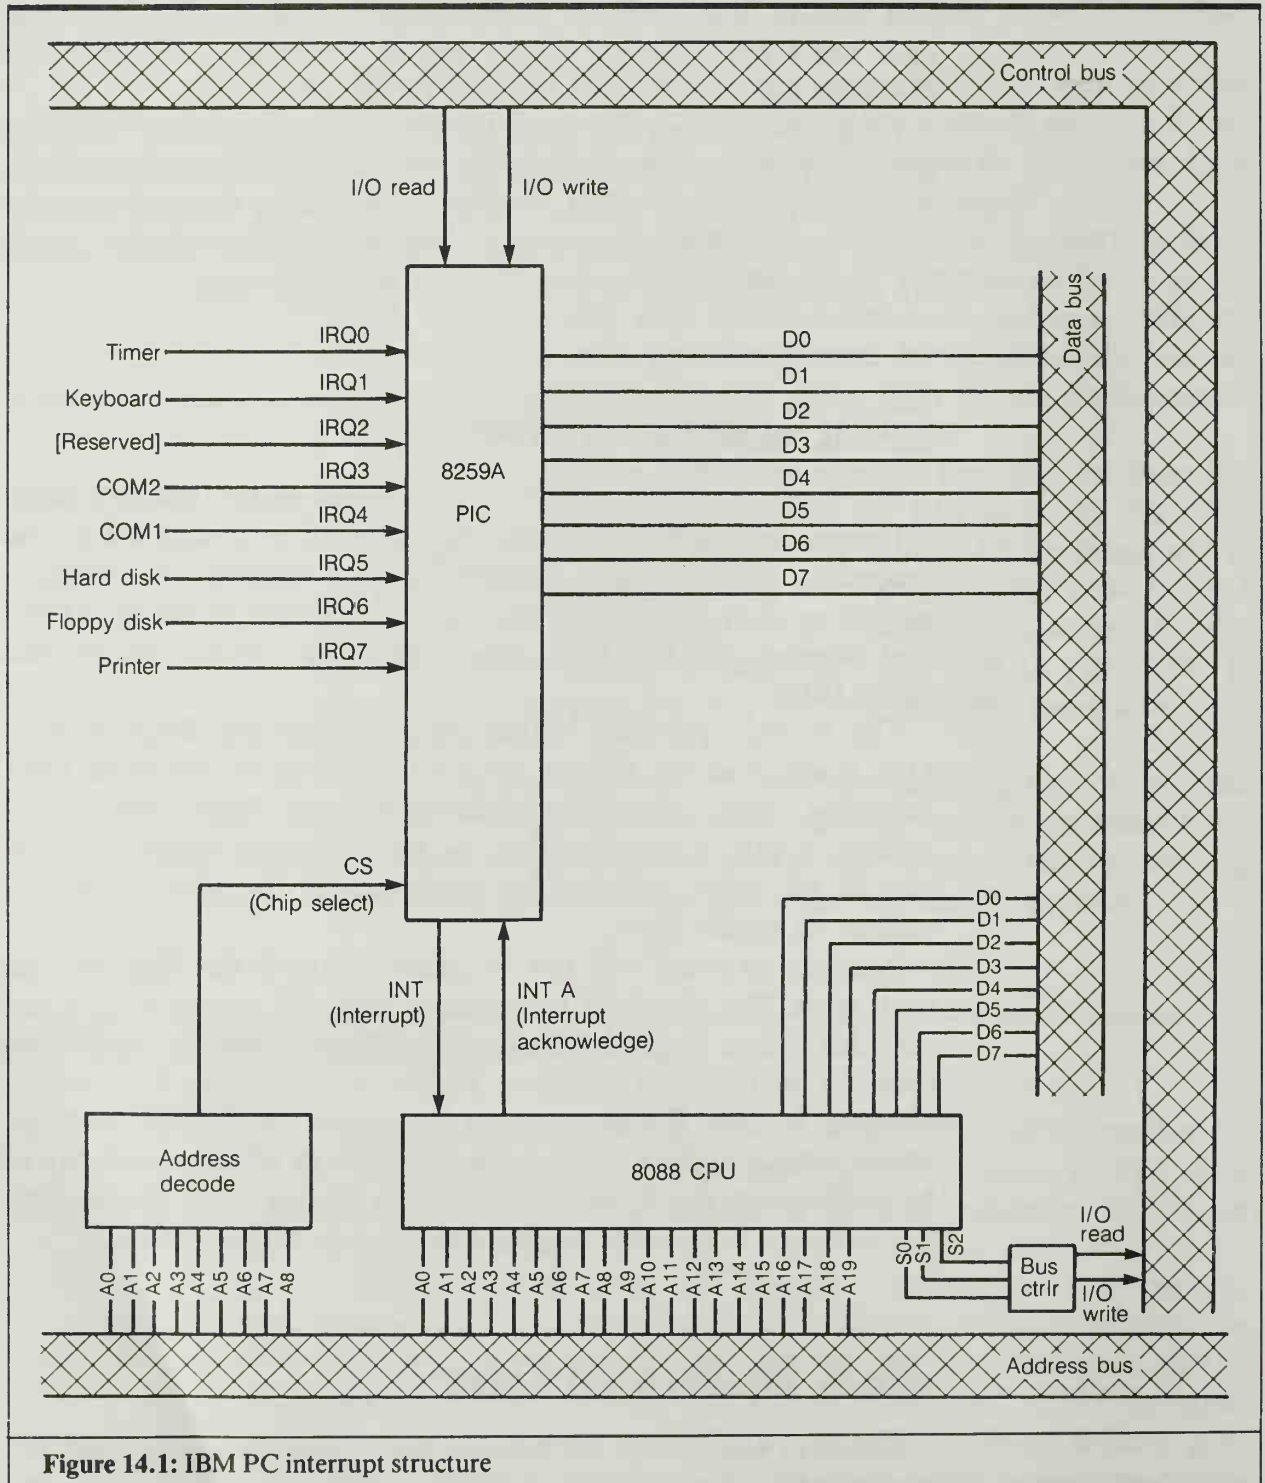 Control bus
I/O read
I/O write
Data bus
Timer
IRQ0
Keyboard
IRQ1
[Reserved]
IRQ2
COM2
IRQ3
COM1
IRQ4
Hard disk
IRQ5
Floppy disk
IRQ6
Printer
IRQ7
8259A
PIC
D0
D1
D2
D3
D4
D5
D6
D7
CS
(Chip select)
INT
(Interrupt)
INT A
(Interrupt
acknowledge)
D0
D1
D2
D3
D4
D5
D6
D7
Address
decode
8088 CPU
A0
A1
A2
A3
A4
A5
A6
A7
A8
A0
A1
A2
A3
A4
A5
A6
A7
A8
A9
A10
A11
A12
A13
A14
A15
A16
A17
A18
A19
S0
S1
S2
Bus
ctrlr
I/O
read
I/O
write
Address bus
Figure 14.1: IBM PC interrupt structure